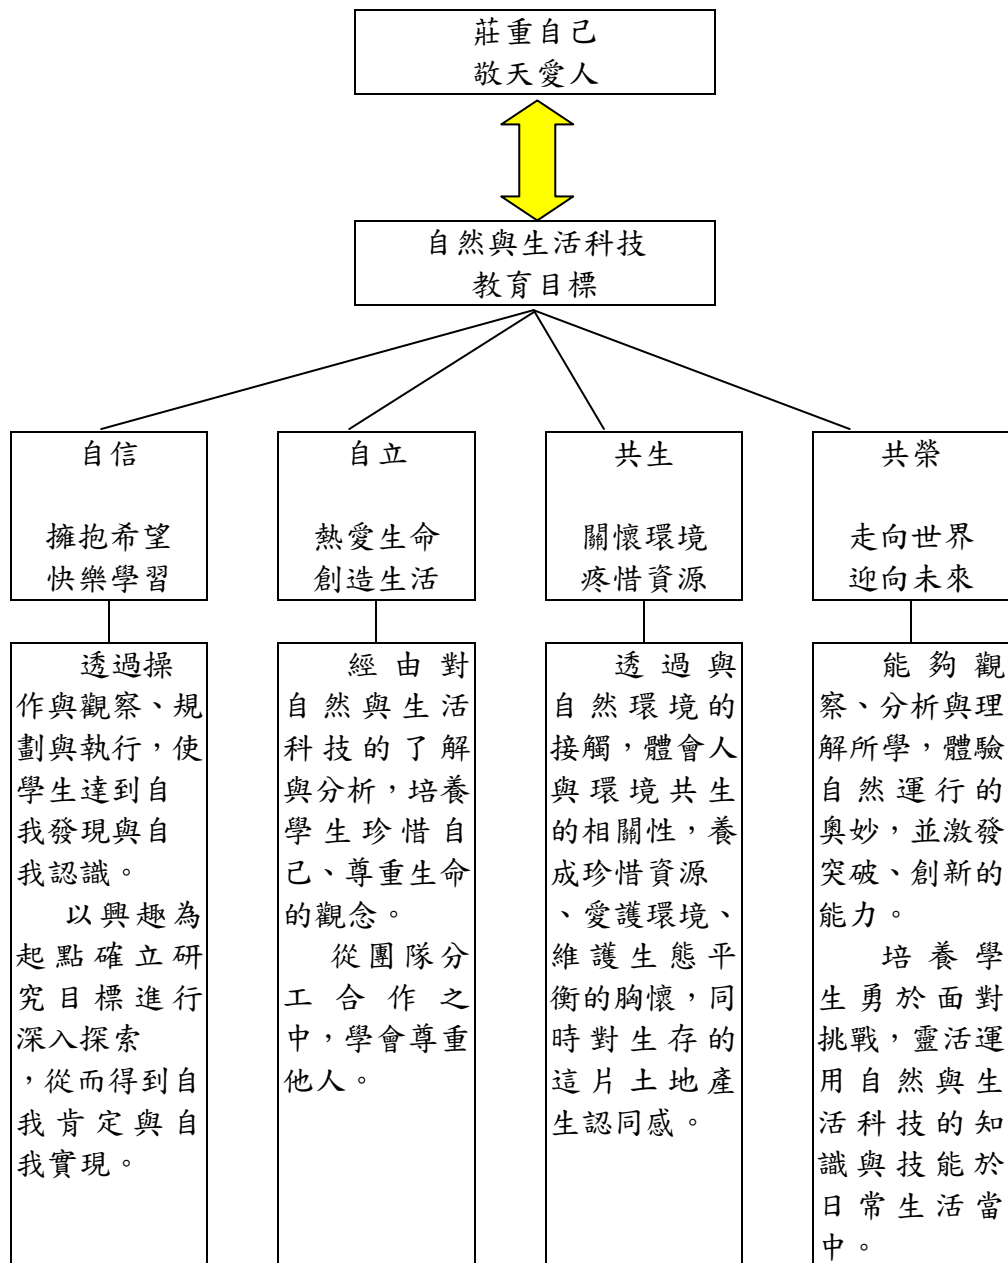 莊重自己
敬天愛人
自然與生活科技
教育目標
自信
擁抱希望
快樂學習
自立
熱愛生命
創造生活
共生
關懷環境
疼惜資源
共榮
走向世界
迎向未來
透過操
作與觀察、規
劃與執行，使
學生達到自
我發現與自
我認識。
以興趣為
起點確立研
究目標進行
深入探索
，從而得到自
我肯定與自
我實現。
經由對
自然與生活
科技的了解
與分析，培養
學生珍惜自
己、尊重生命
的觀念。
從團隊分
工合作之
中，學會尊重
他人。
透過與
自然環境的
接觸，體會人
與環境共生
的相關性，養
成珍惜資源
、愛護環境、
維護生態平
衡的胸懷，同
時對生存的
這片土地產
生認同感。
能夠觀
察、分析與理
解所學，體驗
自然運行的
奧妙，並激發
突破、創新的
能力。
培養學
生勇於面對
挑戰，靈活運
用自然與生
活科技的知
識與技能於
日常生活當
中。